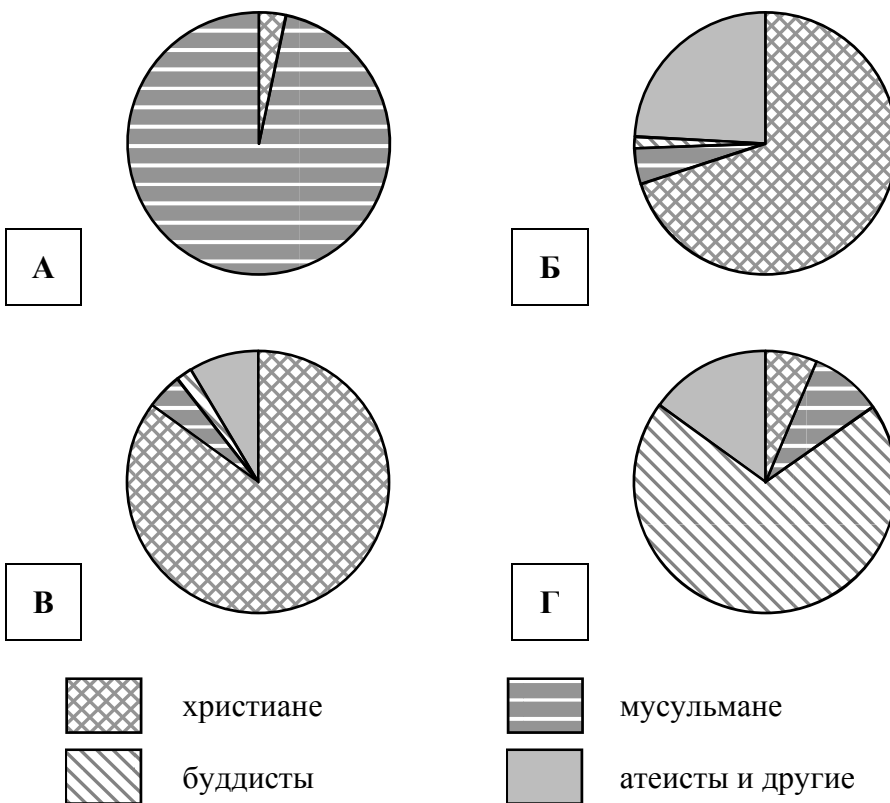 А
Б
В
Г
христиане
мусульмане
буддисты
атеисты и другие